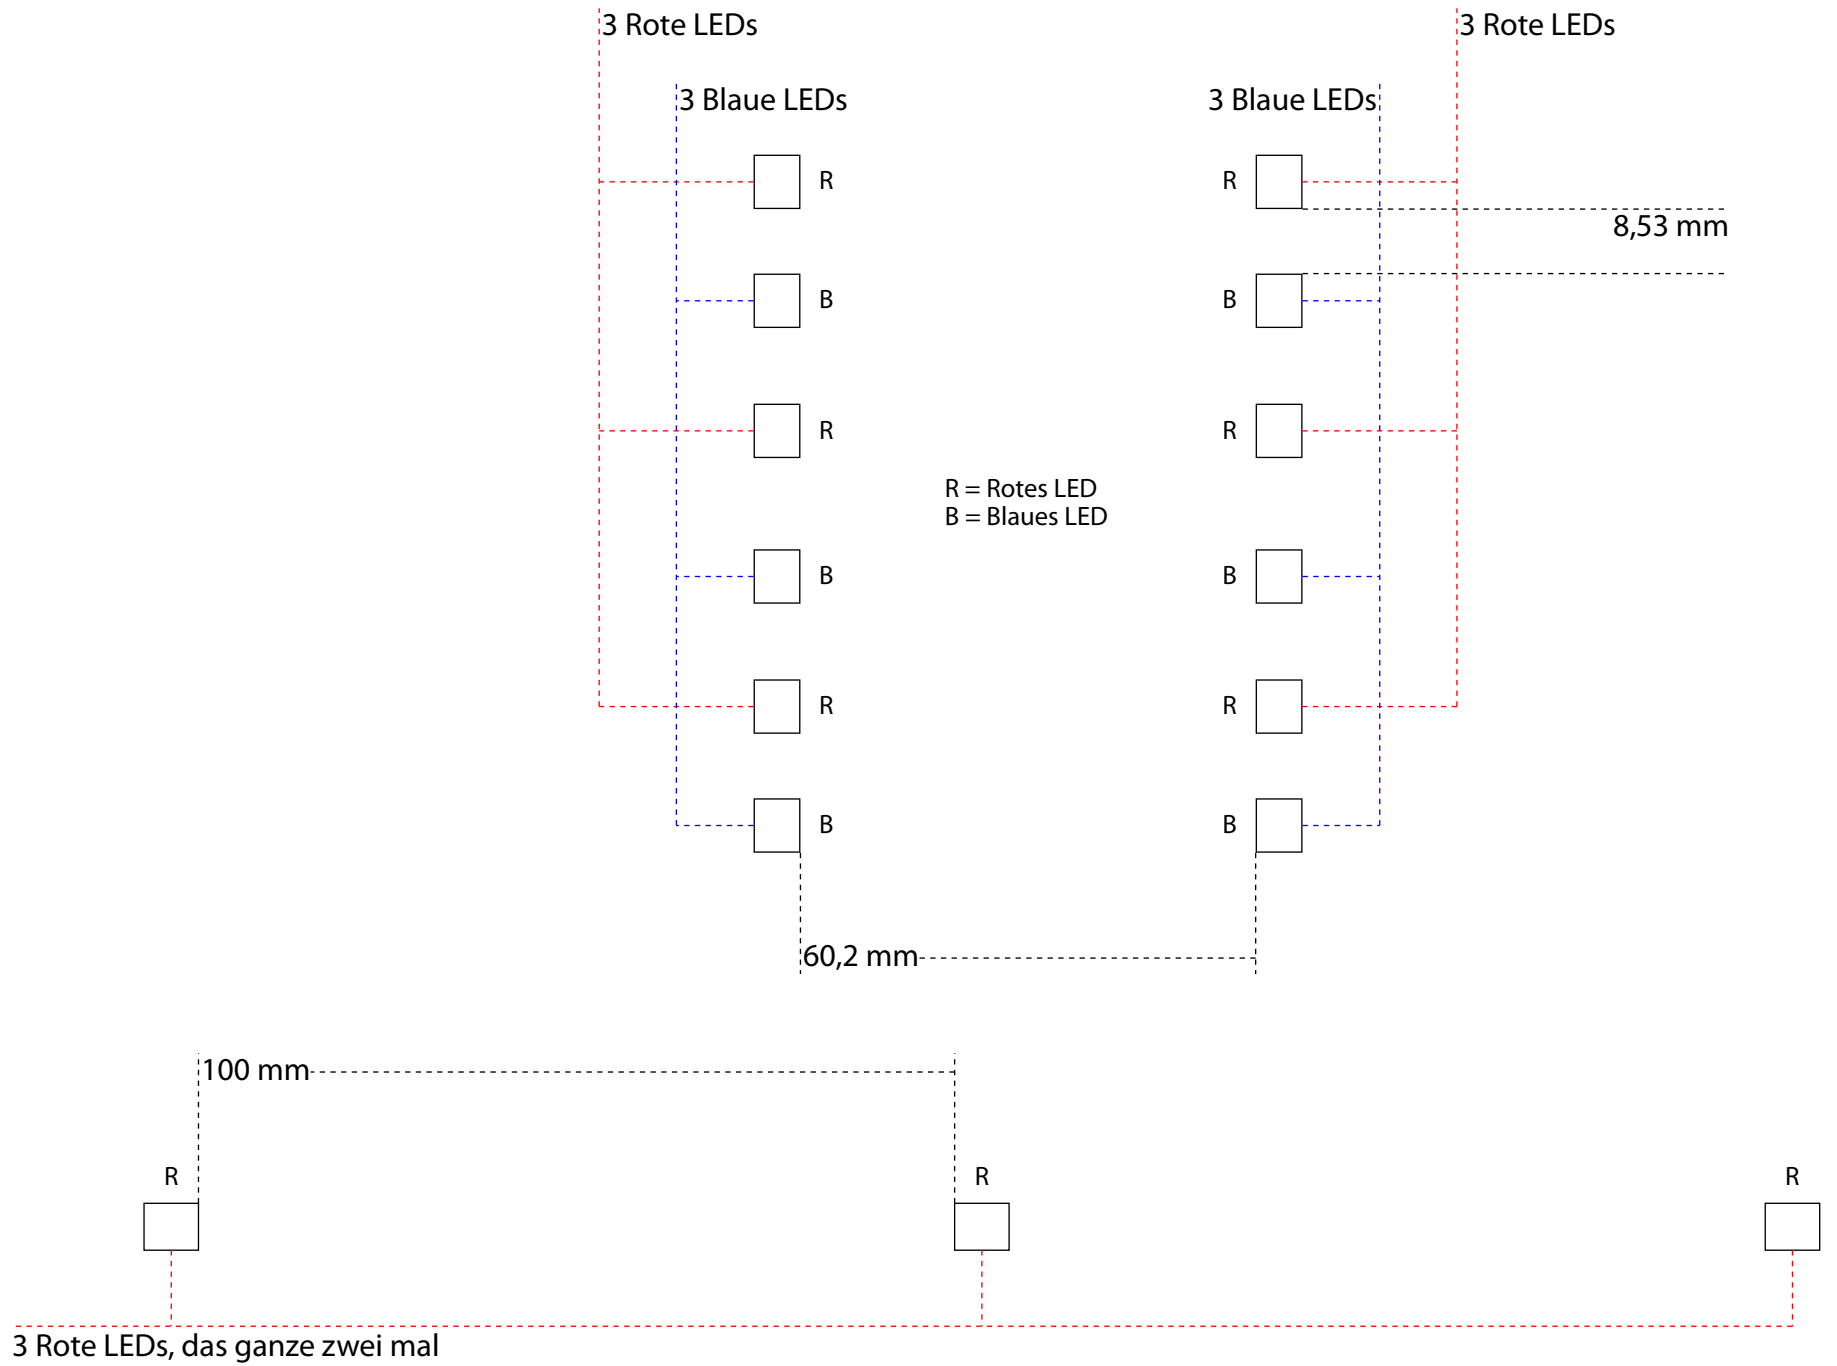 3 Rote LEDs
3 Rote LEDs
3 Blaue LEDs
3 Blaue LEDs
R
R
8,53 mm
B
B
R
R
R = Rotes LED
B = Blaues LED
B
B
R
R
B
B
60,2 mm
100 mm
R
R
R
3 Rote LEDs, das ganze zwei mal